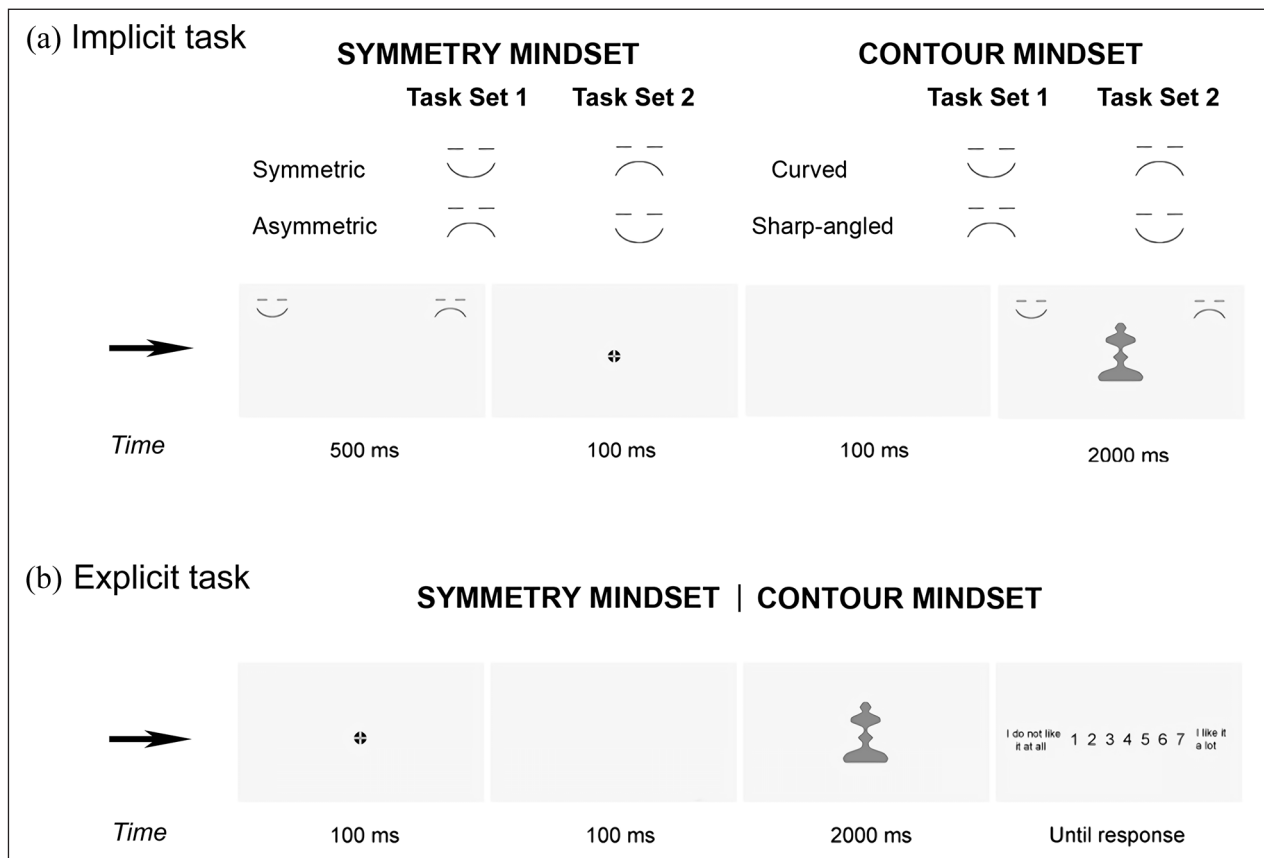 (a) Implicit task
SYMMETRY MINDSET CONTOUR MINDSET
Task Set 1 Task Set 2 Task Set 1 Task Set 2
Symmetric Curved
Asymmetric Sharp-angled
Time 500 ms 100 ms 100 ms 2000 ms
(b) Explicit task
SYMMETRY MINDSET | CONTOUR MINDSET
I do not like it at all 1 2 3 4 5 6 7 I like it a lot
Time 100 ms 100 ms 2000 ms Until response